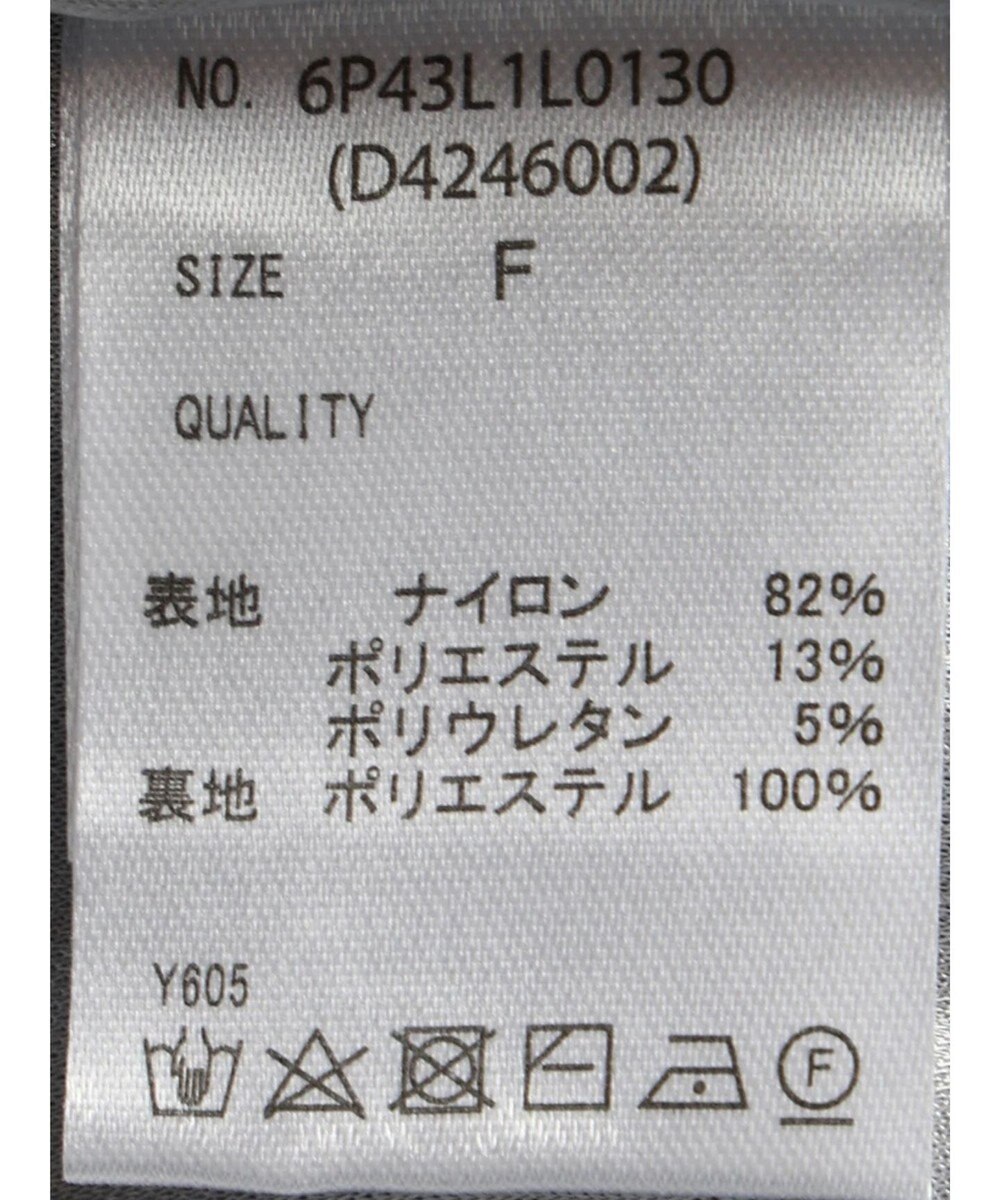 NO. 6P43L1L0130
(D4246002)
SIZE F
QUALITY
表地 ナイロン 82%
ポリエステル 13%
ポリウレタン 5%
裏地 ポリエステル 100%
Y605
F